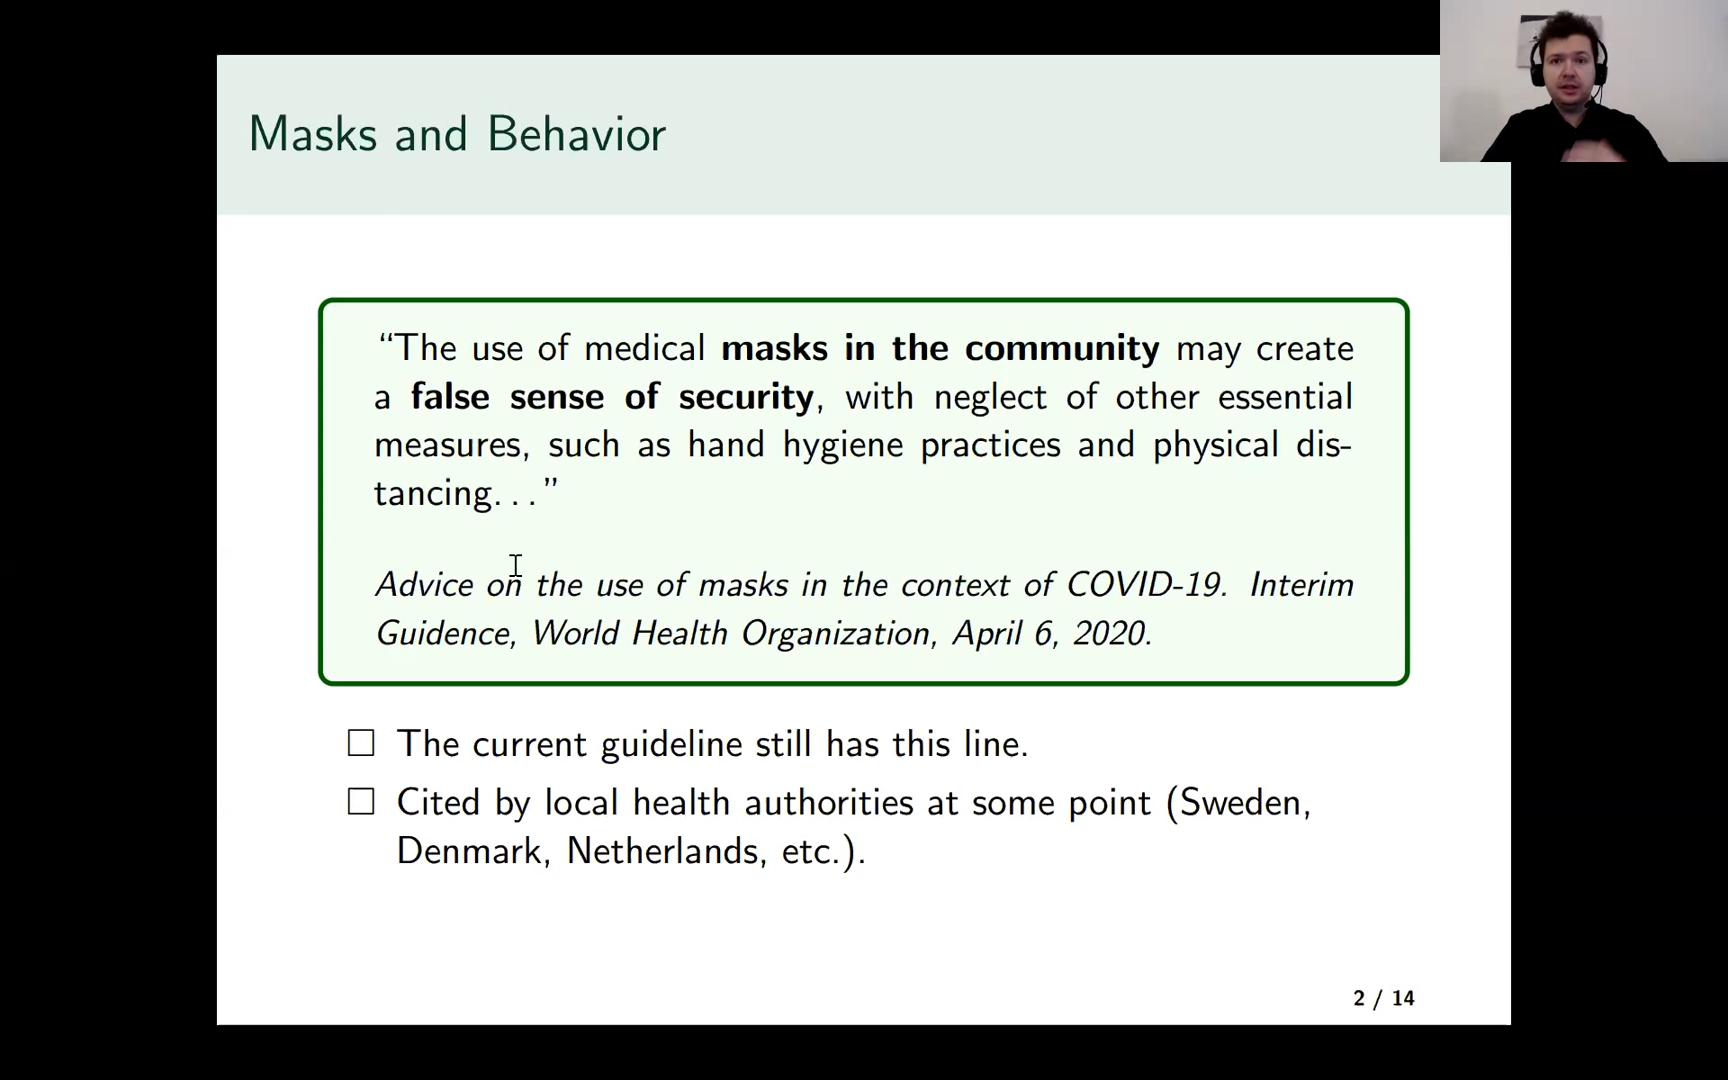 Masks and Behavior
“The use of medical masks in the community may create
a false sense of security, with neglect of other essential
measures, such as hand hygiene practices and physical dis-
tancing. . . ”
Advice on the use of masks in the context of COVID-19. Interim
Guidence, World Health Organization, April 6, 2020.
The current guideline still has this line.
Cited by local health authorities at some point (Sweden,
Denmark, Netherlands, etc.).
2 / 14